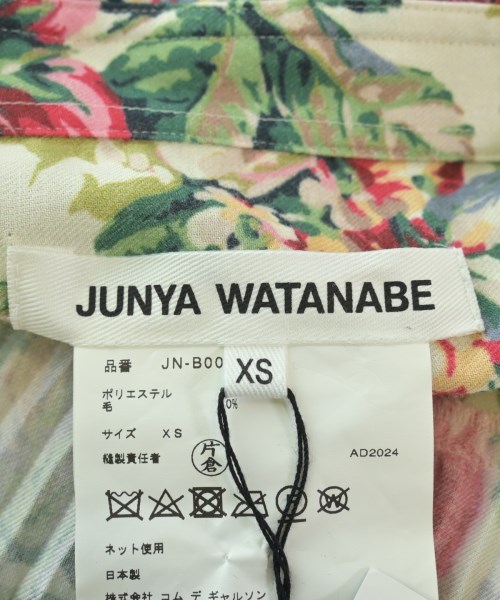 JUNYA WATANABE
XS
品番 JN-B00
ポリエステル
毛 0%
サイズ XS
縫製責任者 片倉 AD2024
ネット使用
日本製
株式会社 コム デ ギャルソン